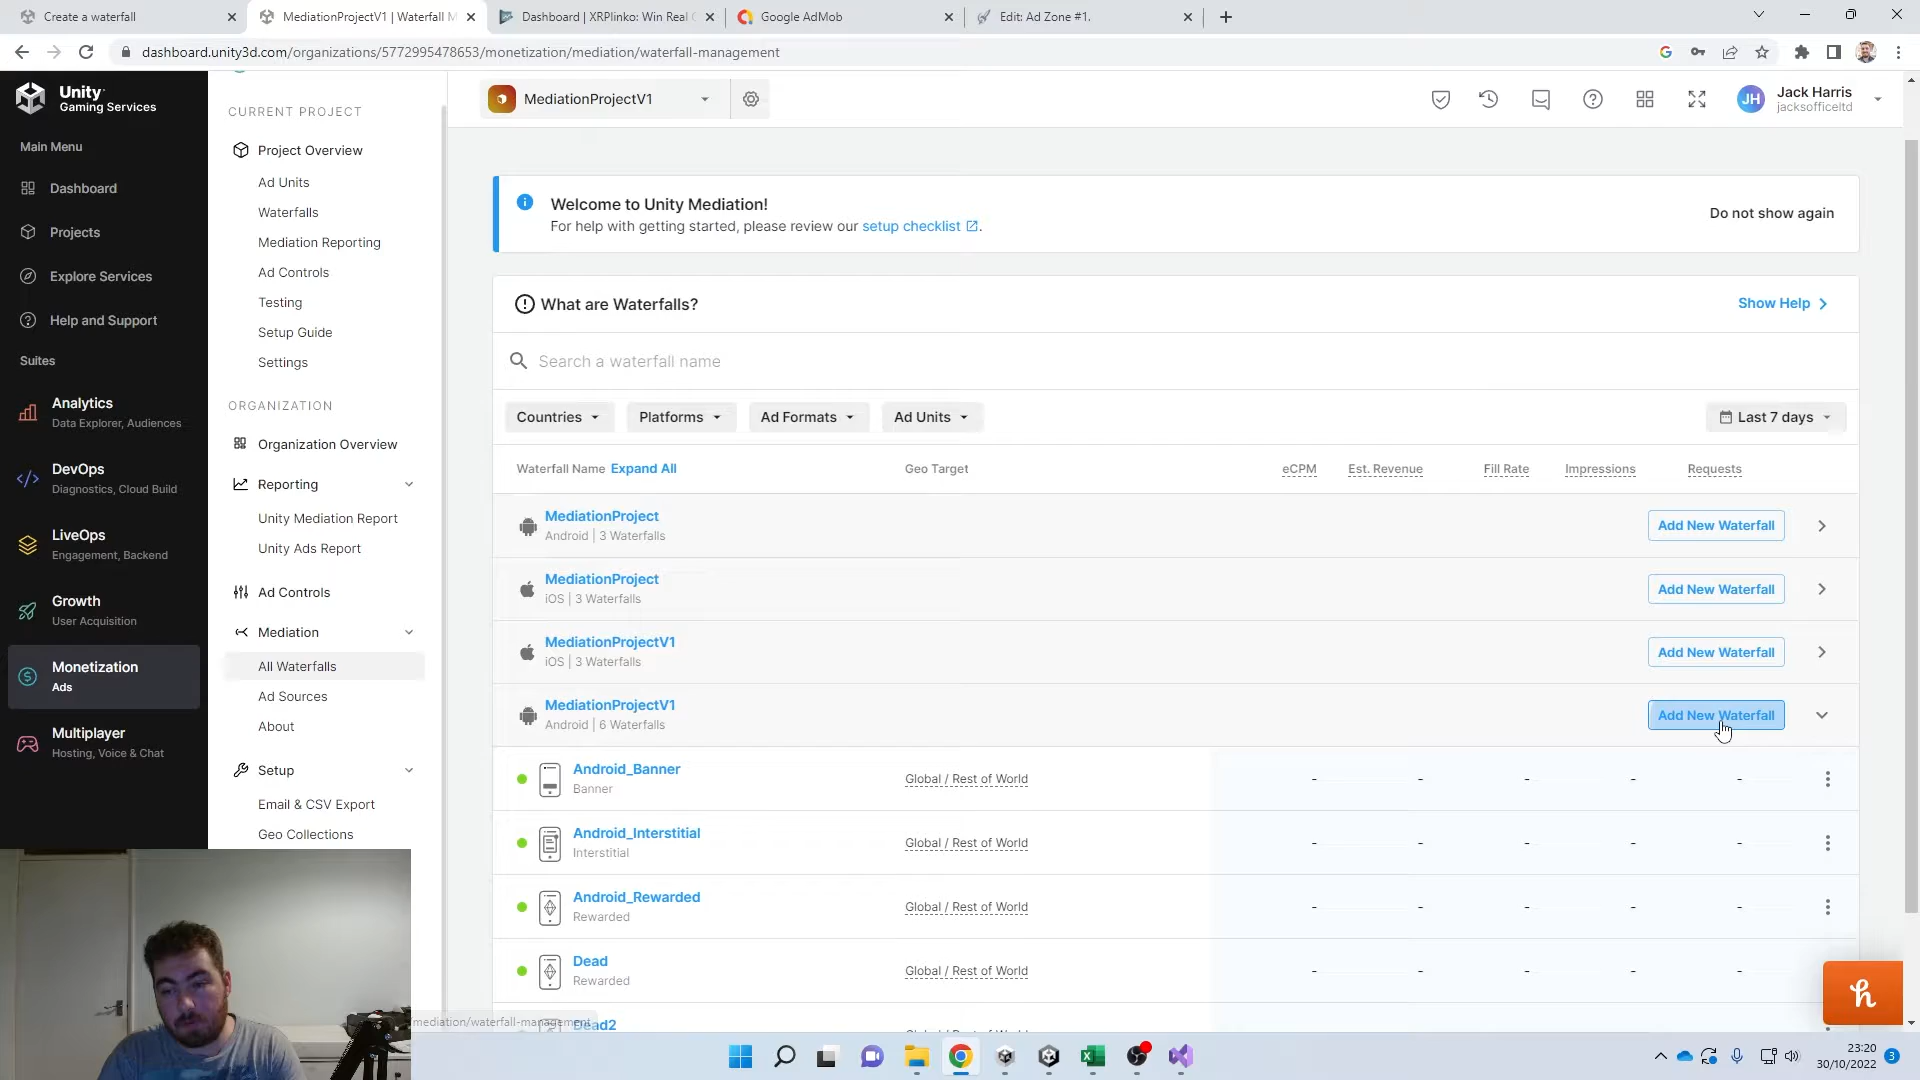 Create a waterfall
MediationProjectV1 | Waterfall M
Dashboard | XRPlinko: Win Real
Google AdMob
Edit: Ad Zone #1.
dashboard.unity3d.com/organizations/5772995478653/monetization/mediation/waterfall-management
Unity
Gaming Services
Main Menu
Dashboard
Projects
Explore Services
Help and Support
Suites
Analytics
Data Explorer, Audiences
DevOps
Diagnostics, Cloud Build
LiveOps
Engagement, Backend
Growth
User Acquisition
Monetization
Ads
Multiplayer
Hosting, Voice & Chat
CURRENT PROJECT
Project Overview
Ad Units
Waterfalls
Mediation Reporting
Ad Controls
Testing
Setup Guide
Settings
ORGANIZATION
Organization Overview
Reporting
Unity Mediation Report
Unity Ads Report
Ad Controls
Mediation
All Waterfalls
Ad Sources
About
Setup
Email & CSV Export
Geo Collections
MediationProjectV1
JH
Jack Harris
jacksofficeltd
Welcome to Unity Mediation!
For help with getting started, please review our setup checklist.
Do not show again
What are Waterfalls?
Show Help
Search a waterfall name
Countries
Platforms
Ad Formats
Ad Units
Last 7 days
Waterfall Name Expand All
Geo Target
eCPM
Est. Revenue
Fill Rate
Impressions
Requests
MediationProject
Android | 3 Waterfalls
Add New Waterfall
MediationProject
iOS | 3 Waterfalls
Add New Waterfall
MediationProjectV1
iOS | 3 Waterfalls
Add New Waterfall
MediationProjectV1
Android | 6 Waterfalls
Add New Waterfall
Android_Banner
Banner
Global / Rest of World
- - - - -
Android_Interstitial
Interstitial
Global / Rest of World
- - - - -
Android_Rewarded
Rewarded
Global / Rest of World
- - - - -
Dead
Rewarded
Global / Rest of World
- - - - -
Dead2
mediation/waterfall-management
23:20
30/10/2022
3